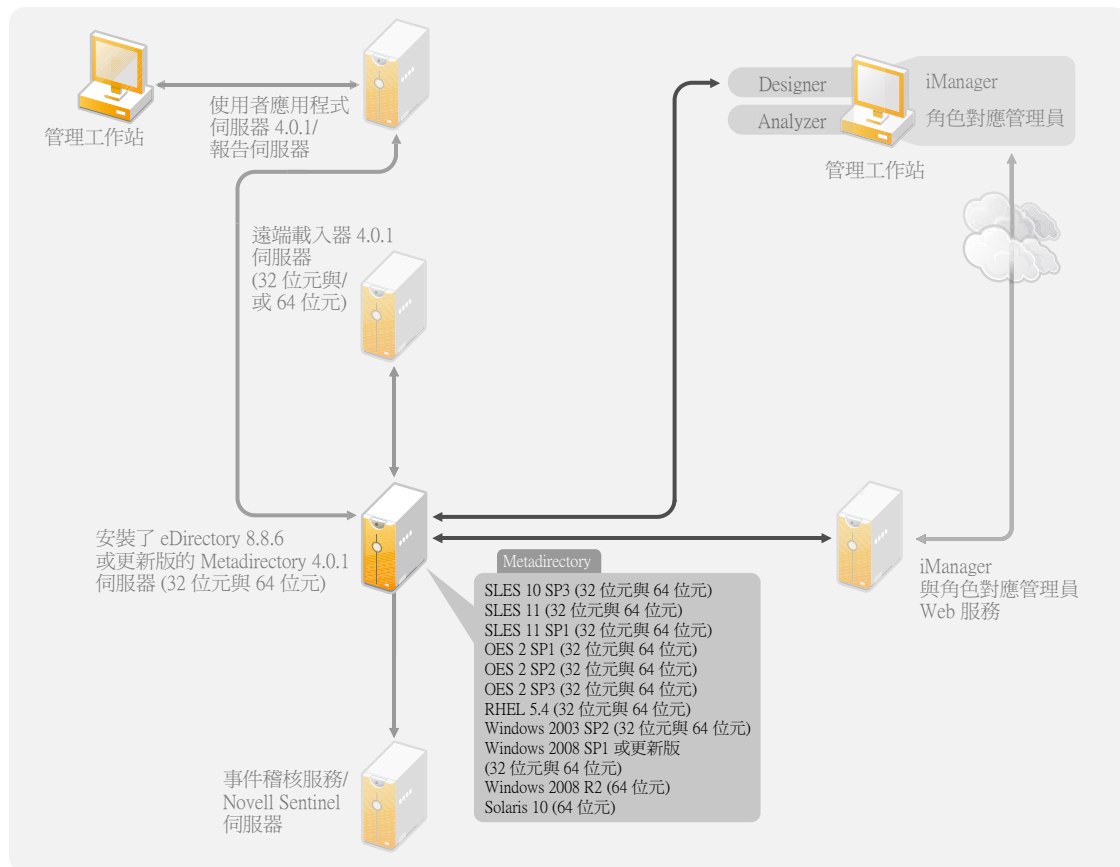 管理工作站
使用者應用程式
伺服器 4.0.1/
報告伺服器
Designer
Analyzer
iManager
角色對應管理員
管理工作站
遠端載入器 4.0.1
伺服器
(32 位元與/
或 64 位元)
安裝了 eDirectory 8.8.6
或更新版的 Metadirectory 4.0.1
伺服器 (32 位元與 64 位元)
iManager
與角色對應管理員
Web 服務
Metadirectory
SLES 10 SP3 (32 位元與 64 位元)
SLES 11 (32 位元與 64 位元)
SLES 11 SP1 (32 位元與 64 位元)
OES 2 SP1 (32 位元與 64 位元)
OES 2 SP2 (32 位元與 64 位元)
OES 2 SP3 (32 位元與 64 位元)
RHEL 5.4 (32 位元與 64 位元)
Windows 2003 SP2 (32 位元與 64 位元)
Windows 2008 SP1 或更新版
(32 位元與 64 位元)
Windows 2008 R2 (64 位元)
Solaris 10 (64 位元)
事件稽核服務/
Novell Sentinel
伺服器